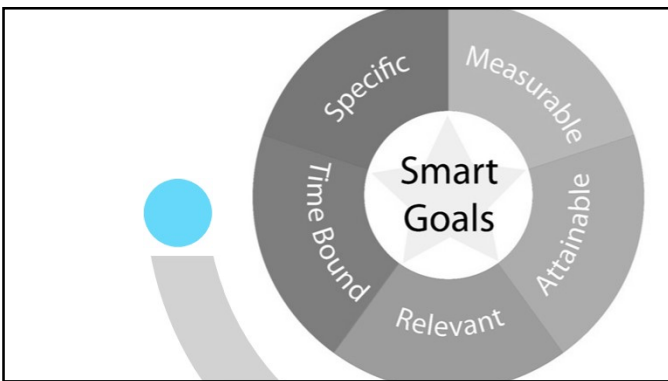 Specific
Measurable
Attainable
Relevant
Time Bound
Smart
Goals